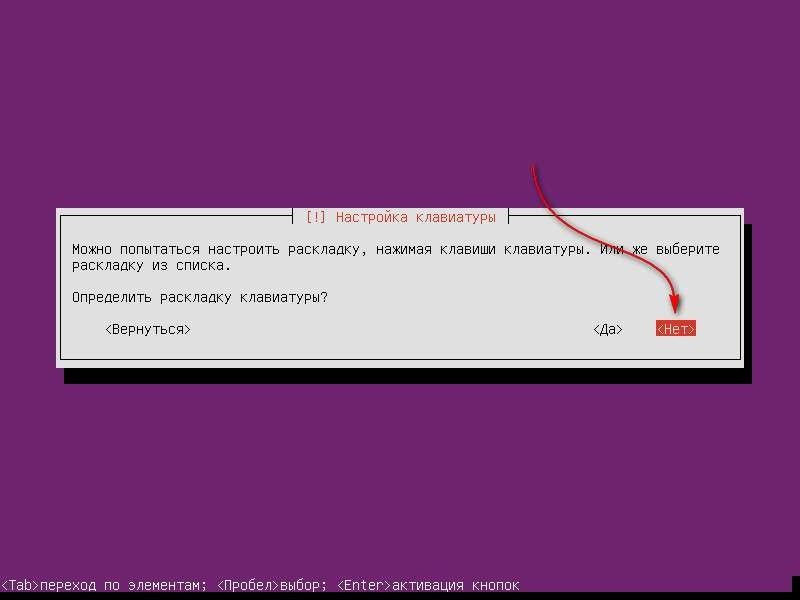 [!] Настройка клавиатуры
Можно попытаться настроить раскладку, нажимая клавиши клавиатуры. Или же выберите
раскладку из списка.
Определить раскладку клавиатуры?
<Вернуться> <Да> <Нет>
<Tab>переход по элементам; <Пробел>выбор; <Enter>активация кнопок